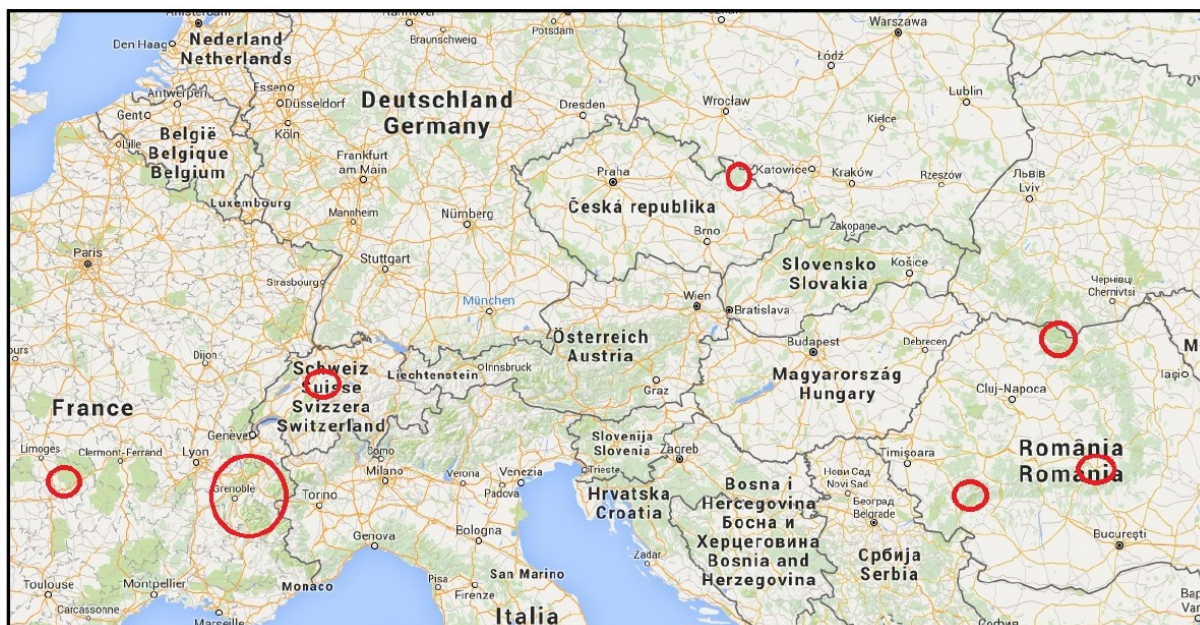 Amsterdam
Hannover
Poznań
Warszawa
Nederland
Netherlands
Den Haag
Braunschweig
Potsdam
Łódź
Antwerpen
Essen
Düsseldorf
Deutschland
Germany
Dresden
Wrocław
Lublin
Gent
Köln
Kielce
Lille
België
Belgique
Belgium
Frankfurt
am Main
Praha
Katowice
Kraków
Rzeszów
Львів
Lviv
Luxembourg
Mannheim
Nürnberg
Česká republika
Brno
Zakopane
Paris
Stuttgart
Slovensko
Slovakia
Košice
Strasbourg
München
Wien
Bratislava
Чернівці
Chernivtsi
Österreich
Austria
Budapest
Debrecen
Dijon
Schweiz
Suisse
Svizzera
Switzerland
Liechtenstein
Innsbruck
Graz
Magyarország
Hungary
Cluj-Napoca
Iași
France
Genève
Limoges
Clermont-Ferrand
Lyon
Como
Milano
Verona
Venezia
Padova
Slovenija
Slovenia
Trieste
Zagreb
Timișoara
România
Romania
Grenoble
Torino
Hrvatska
Croatia
Bosna i
Hercegovina
Босна и
Херцеговина
Bosnia and
Herzegovina
Нови Сад
Novi Sad
Београд
Belgrade
Genova
Bologna
București
Zadar
Србија
Serbia
Toulouse
Montpellier
Monaco
Pisa
Firenze
San Marino
Carcassonne
Marseille
Italia
София